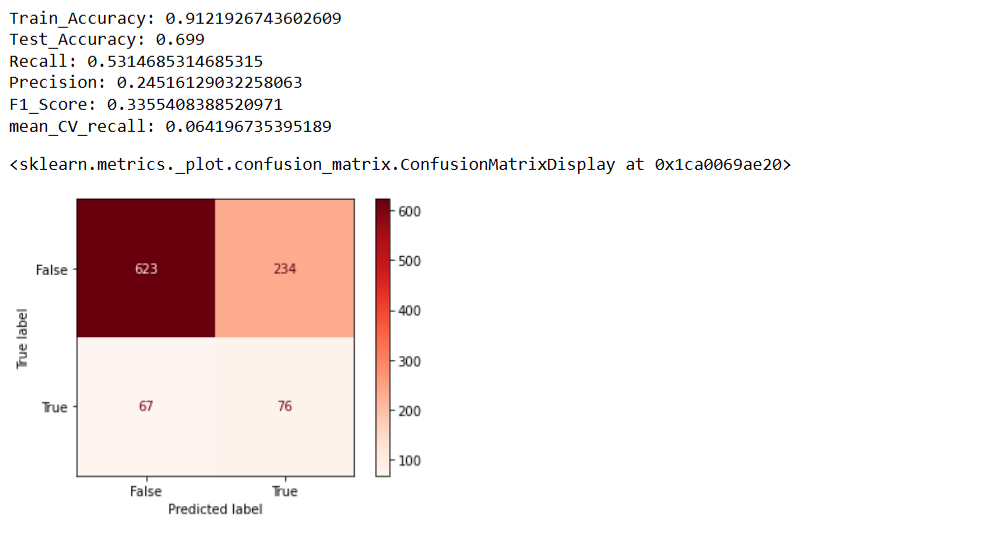 Train_Accuracy: 0.9121926743602609
Test_Accuracy: 0.699
Recall: 0.5314685314685315
Precision: 0.24516129032258063
F1_Score: 0.3355408388520971
mean_CV_recall: 0.064196735395189
<sklearn.metrics._plot.confusion_matrix.ConfusionMatrixDisplay at 0x1ca0069ae20>
600
623
234
False
500
400
True label
300
True
67
76
200
100
False
True
Predicted label